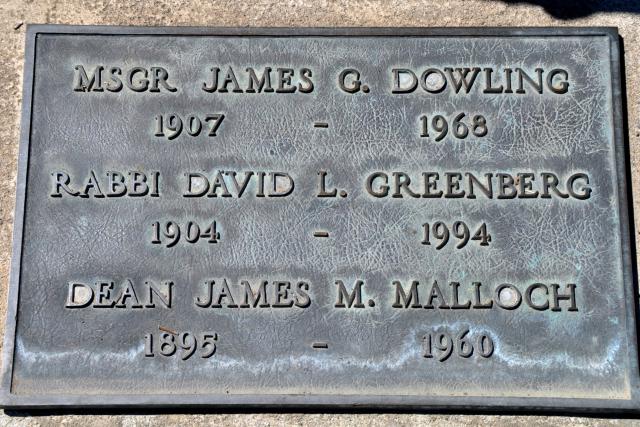 MSGR JAMES G. DOWLING
1907 - 1968
RABBI DAVID L. GREENBERG
1904 - 1994
DEAN JAMES M. MALLOCH
1895 - 1960